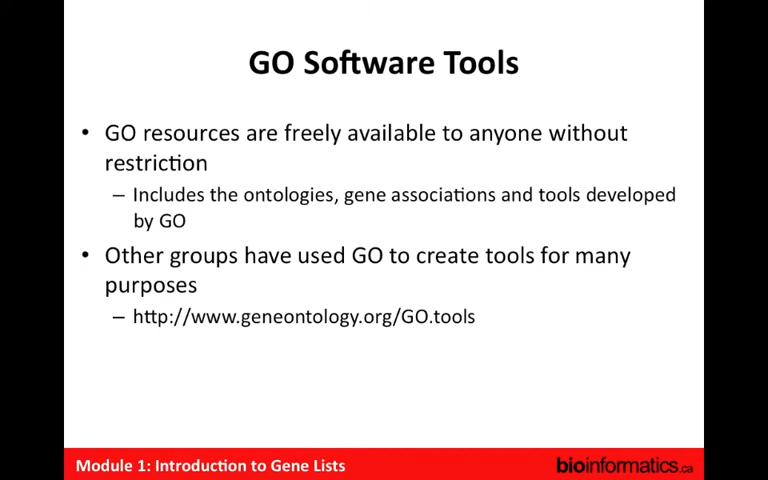 GO Software Tools
• GO resources are freely available to anyone without
restriction
– Includes the ontologies, gene associations and tools developed
by GO
• Other groups have used GO to create tools for many
purposes
– http://www.geneontology.org/GO.tools
Module 1: Introduction to Gene Lists
bioinformatics.ca